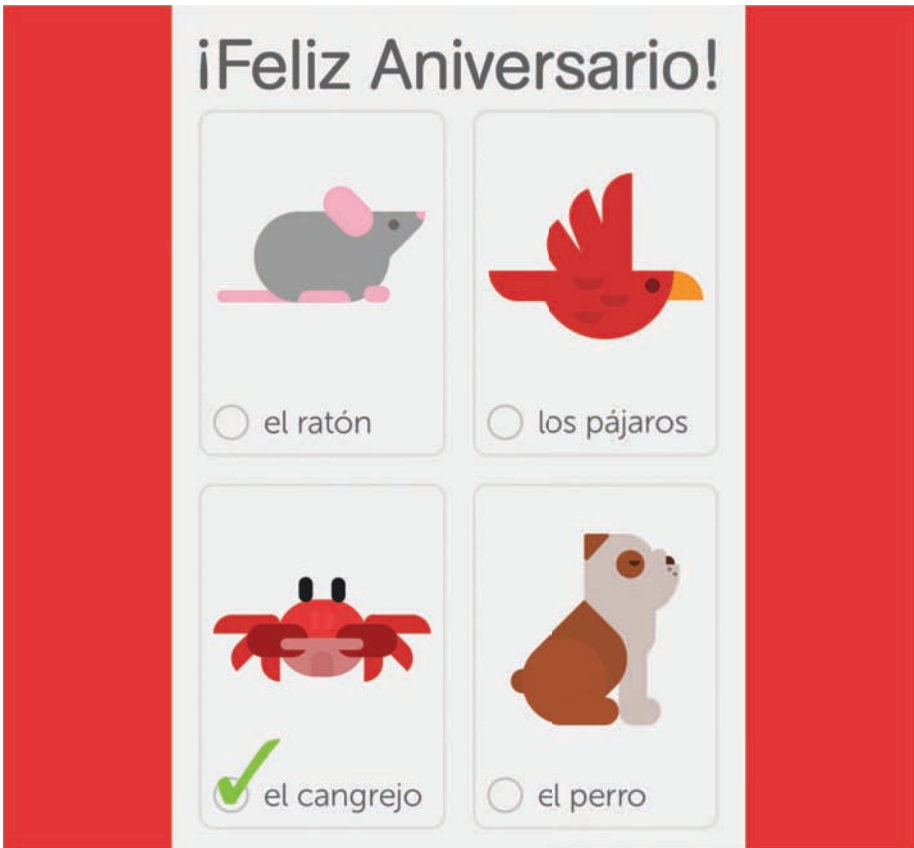 ¡Feliz Aniversario!
el ratón
los pájaros
el cangrejo
el perro